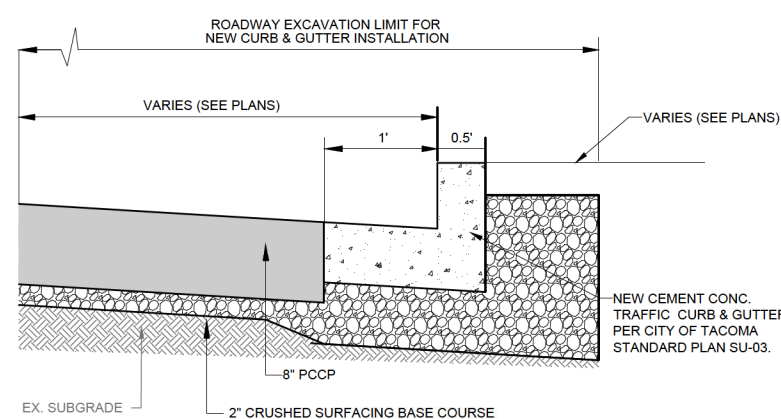 ROADWAY EXCAVATION LIMIT FOR
NEW CURB & GUTTER INSTALLATION
VARIES (SEE PLANS)
VARIES (SEE PLANS)
1'
0.5'
NEW CEMENT CONC.
TRAFFIC CURB & GUTTER
PER CITY OF TACOMA
STANDARD PLAN SU-03.
8" PCCP
EX. SUBGRADE
2" CRUSHED SURFACING BASE COURSE